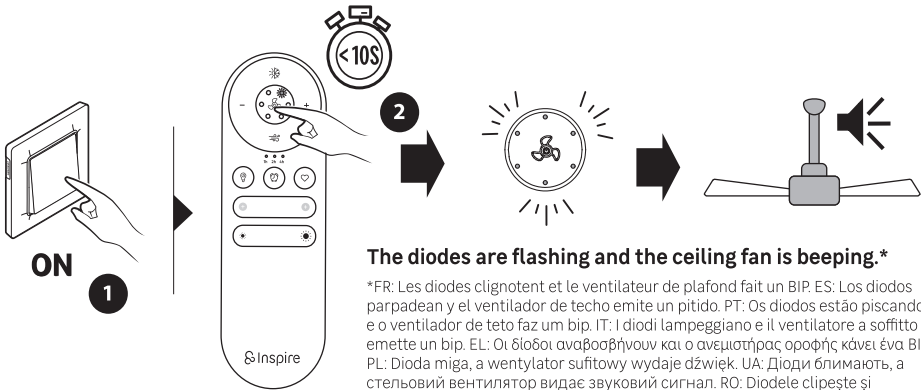 <10S
2
1h 2h 4h
ON
1
& Inspire
The diodes are flashing and the ceiling fan is beeping.*
*FR: Les diodes clignotent et le ventilateur de plafond fait un BIP. ES: Los diodos
parpadean y el ventilador de techo emite un pitido. PT: Os diodos estão piscando
e o ventilador de teto faz um bip. IT: I diodi lampeggiano e il ventilatore a soffitto
emette un bip. EL: Οι δίοδοι αναβοσβήνουν και ο ανεμιστήρας οροφής κάνει ένα BI
PL: Dioda miga, a wentylator sufitowy wydaje dźwięk. UA: Діоди блимають, а
стельовий вентилятор видає звуковий сигнал. RO: Diodele clipește și